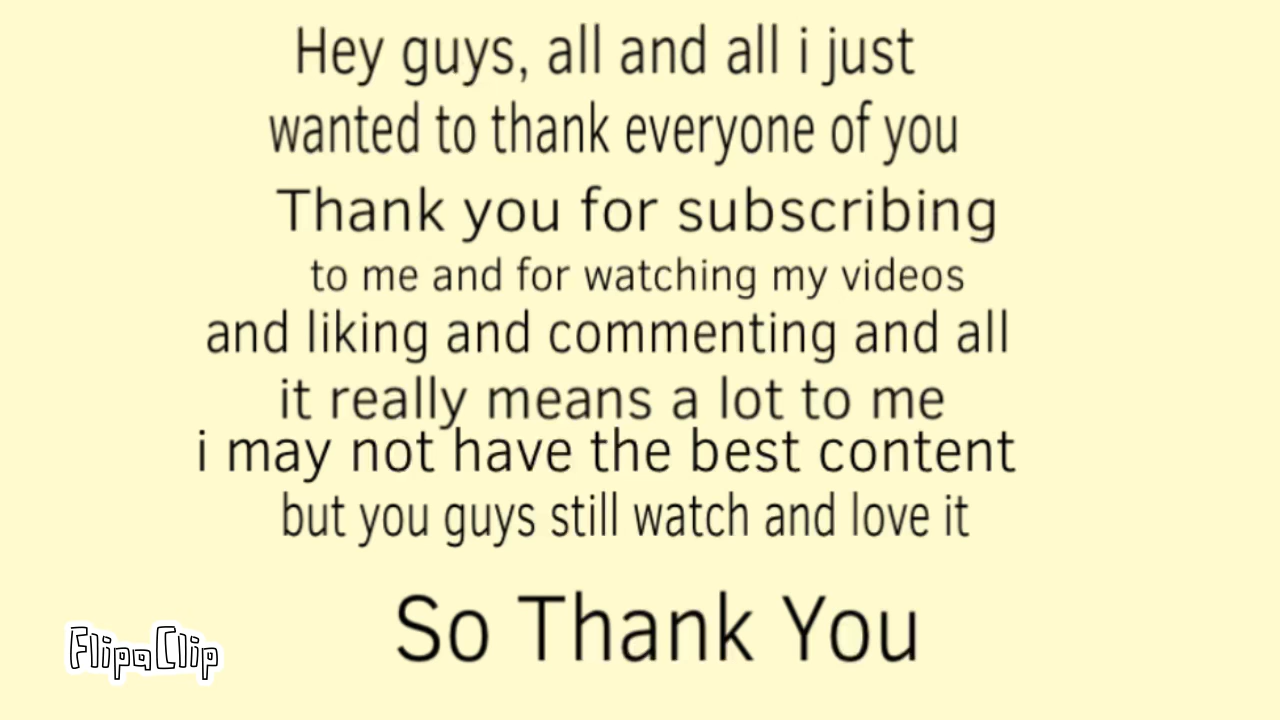 Hey guys, all and all i just
wanted to thank everyone of you
Thank you for subscribing
to me and for watching my videos
and liking and commenting and all
it really means a lot to me
i may not have the best content
but you guys still watch and love it
So Thank You
FlipaClip